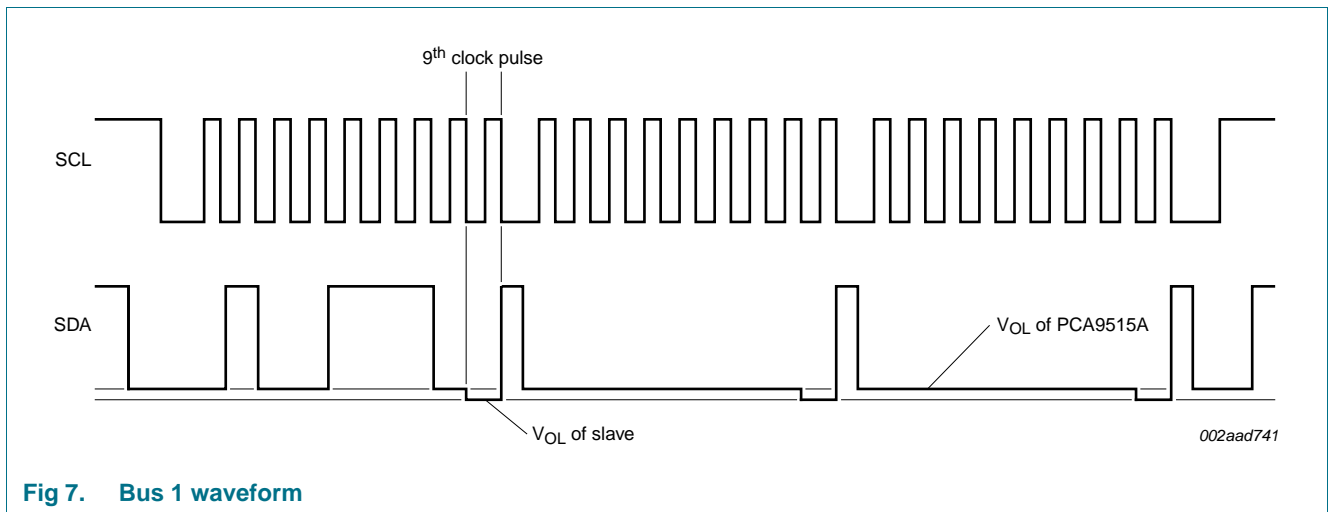 9th clock pulse
SCL
SDA
VOL of PCA9515A
VOL of slave
002aad741
Fig 7. Bus 1 waveform